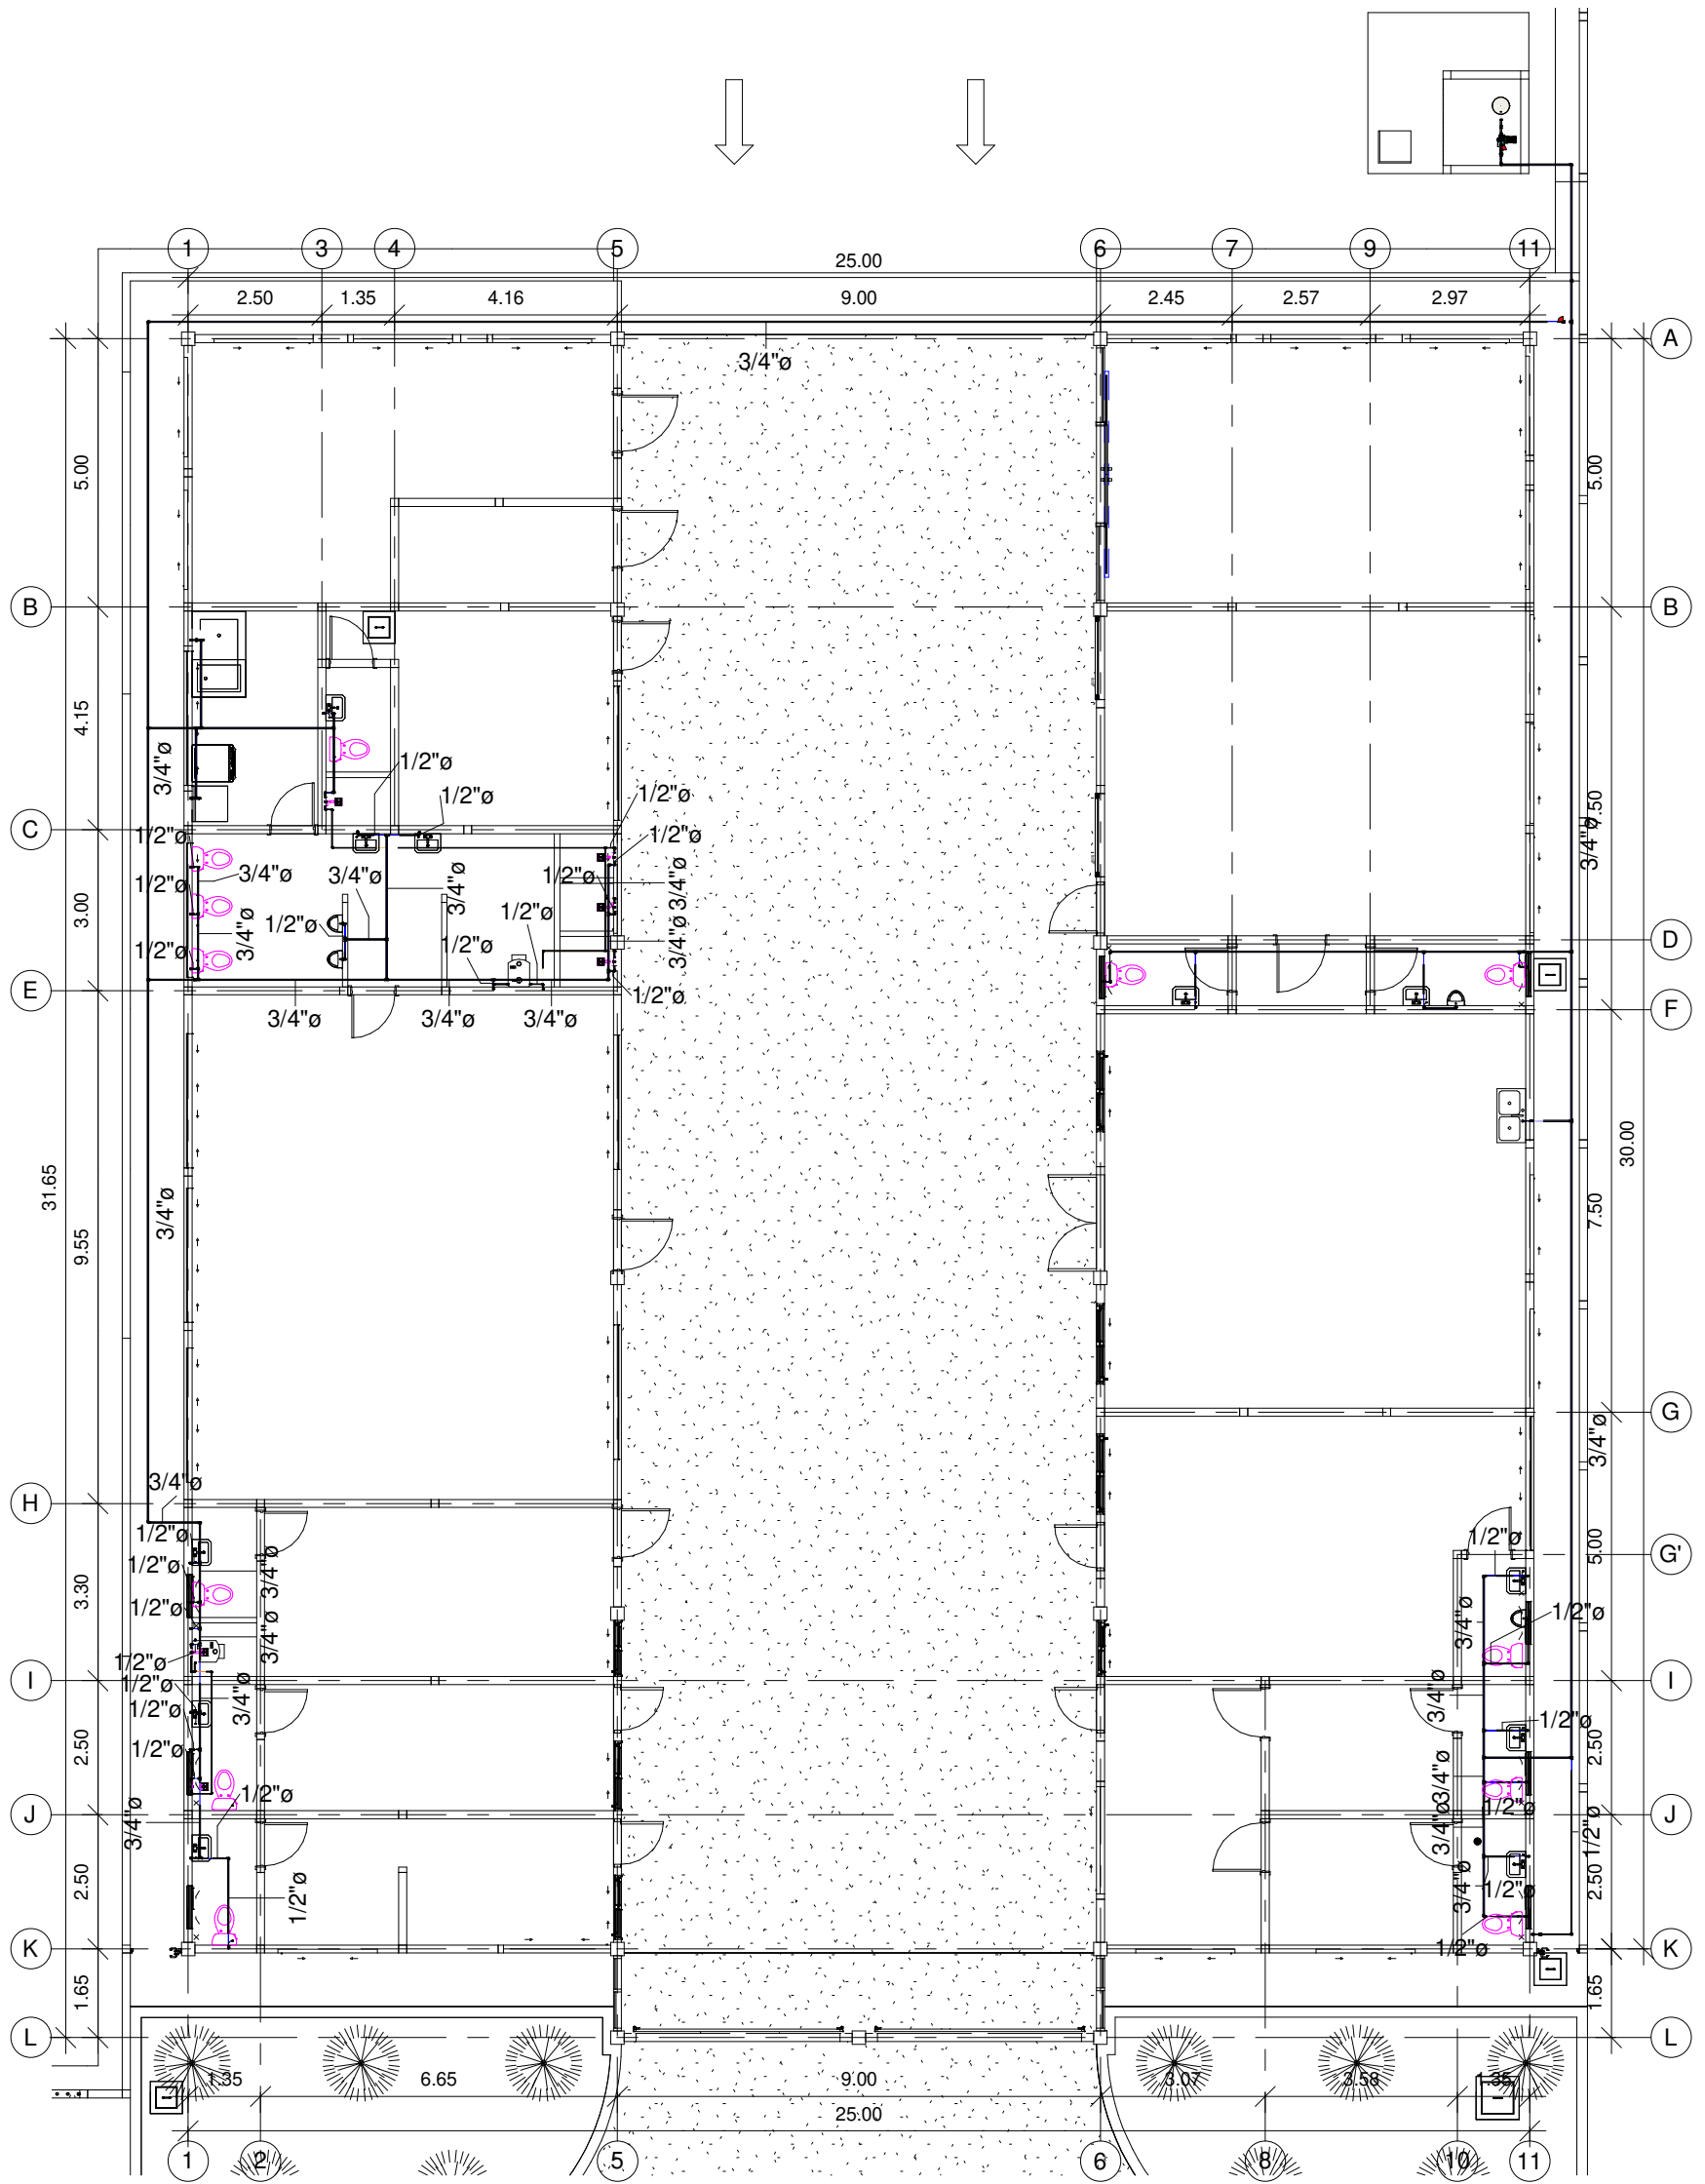 1 3 4 5 6 7 9 11
25.00
2.50 1.35 4.16 9.00 2.45 2.57 2.97
A
3/4"ø
5.00 5.00
B B
4.15
3/4"ø
1/2"ø
1/2"ø 1/2"ø
7.50
C 1/2"ø 1/2"ø
3/4"ø
3/4"ø 3/4"ø 1/2"ø
1/2"ø 3/4"ø 3/4"ø
3.00
1/2"ø 1/2"ø
3/4"ø 1/2"ø 3/4"ø
1/2"ø D
E 1/2"ø
3/4"ø 3/4"ø 3/4"ø F
31.65
3/4"ø
9.55
7.50
30.00
G
3/4"ø
3/4"ø
H
1/2"ø 1/2"ø
5.00 G'
1/2"ø 3/4"ø
3.30
1/2"ø 3/4"ø 3/4"ø 1/2"ø
1/2"ø
I 1/2"ø 3/4"ø 3/4"ø I
1/2"ø 1/2"ø
2.50 1/2"ø 2.50
3/4"ø
1/2"ø 1/2"ø
J 3/4"ø 3/4"ø 1/2"ø J
2.50 1/2"ø 3/4"ø 1/2"ø 2.50
K 1/2"ø K
1.65 1.65
L L
1.35 6.65 9.00 3.07 3.58 1.35
25.00
1 2 5 6 8 10 11